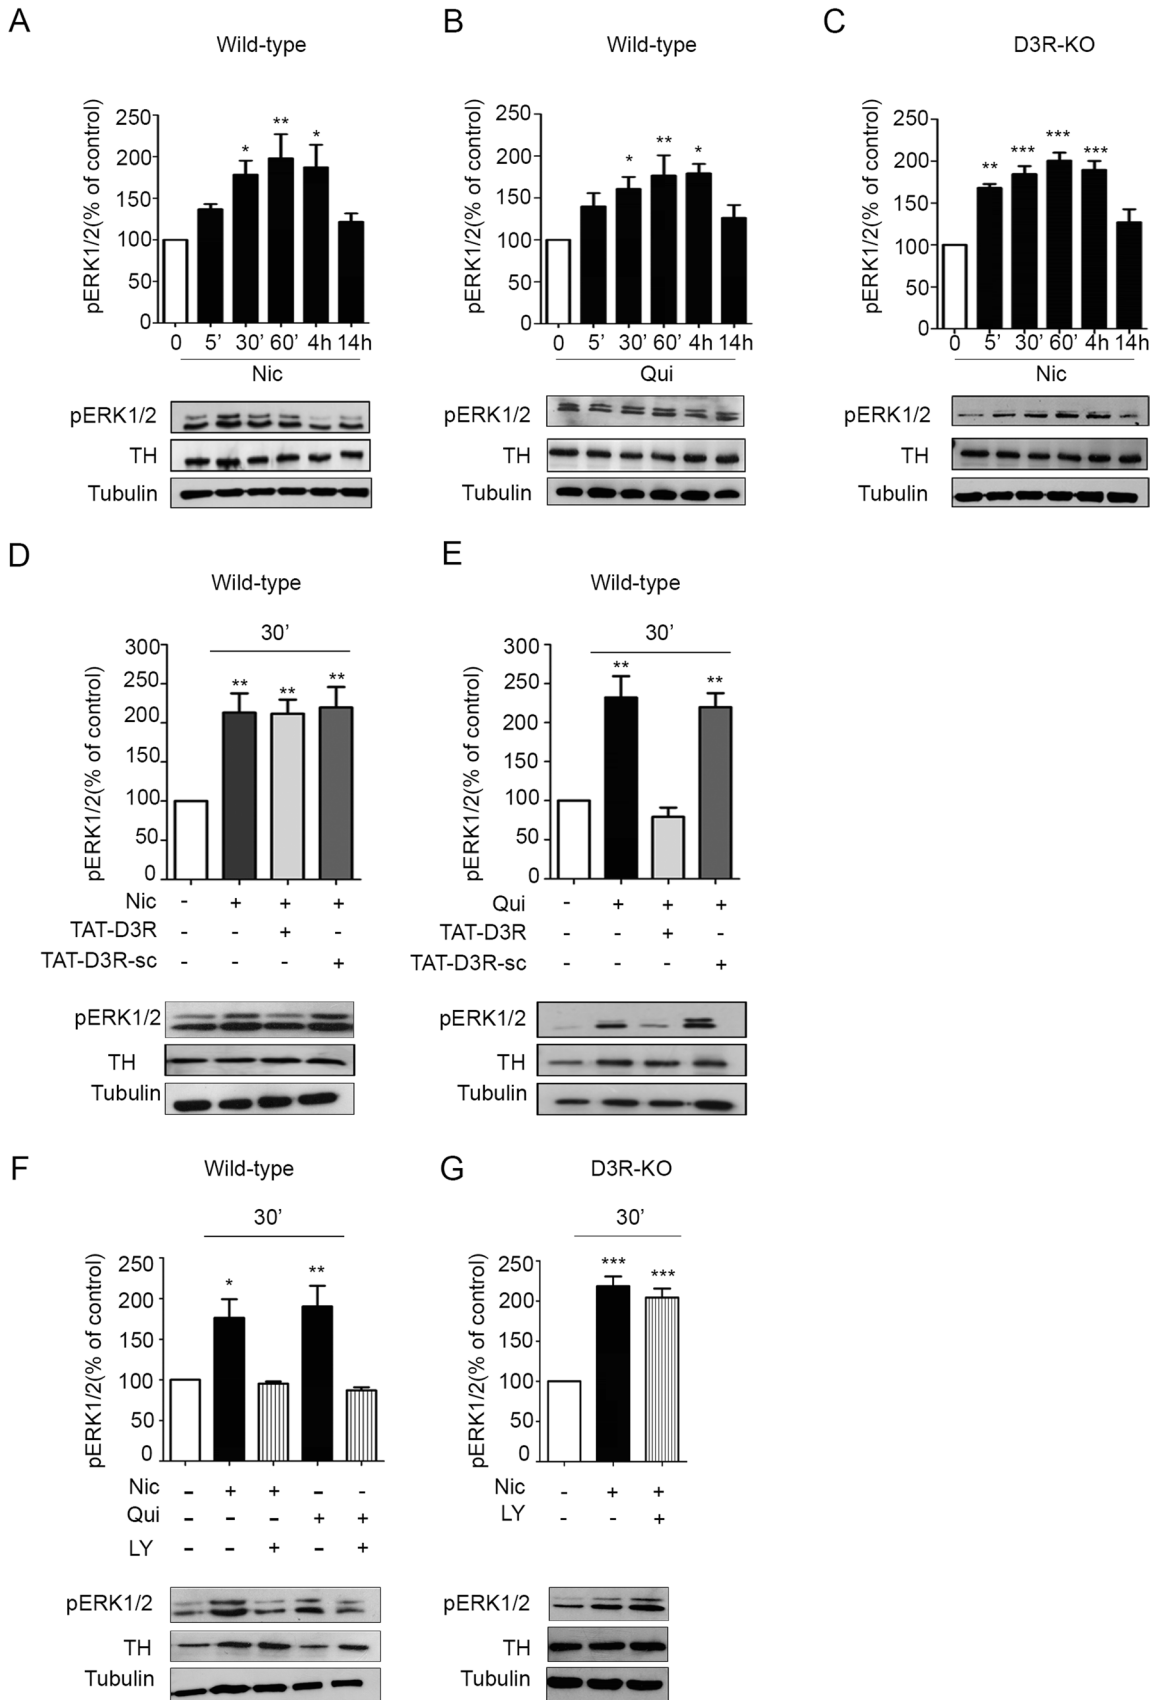 A
Wild-type
pERK1/2(% of control)
250
200
150
100
50
0
* ** *
0 5’ 30’ 60’ 4h 14h
Nic
pERK1/2
TH
Tubulin
B
Wild-type
pERK1/2(% of control)
250
200
150
100
50
0
* ** *
0 5’ 30’ 60’ 4h 14h
Qui
pERK1/2
TH
Tubulin
C
D3R-KO
pERK1/2(% of control)
250
200
150
100
50
0
** *** *** ***
0 5’ 30’ 60’ 4h 14h
Nic
pERK1/2
TH
Tubulin
D
Wild-type
30’
pERK1/2(% of control)
300
250
200
150
100
50
0
** ** **
Nic - + + +
TAT-D3R - - + -
TAT-D3R-sc - - - +
pERK1/2
TH
Tubulin
E
Wild-type
30’
pERK1/2(% of control)
300
250
200
150
100
50
0
** **
Qui - + + +
TAT-D3R - - + -
TAT-D3R-sc - - - +
pERK1/2
TH
Tubulin
F
Wild-type
30’
pERK1/2(% of control)
250
200
150
100
50
0
* **
Nic - + + - -
Qui - - - + +
LY - - + - +
pERK1/2
TH
Tubulin
G
D3R-KO
30’
pERK1/2(% of control)
250
200
150
100
50
0
*** ***
Nic - + +
LY - - +
pERK1/2
TH
Tubulin